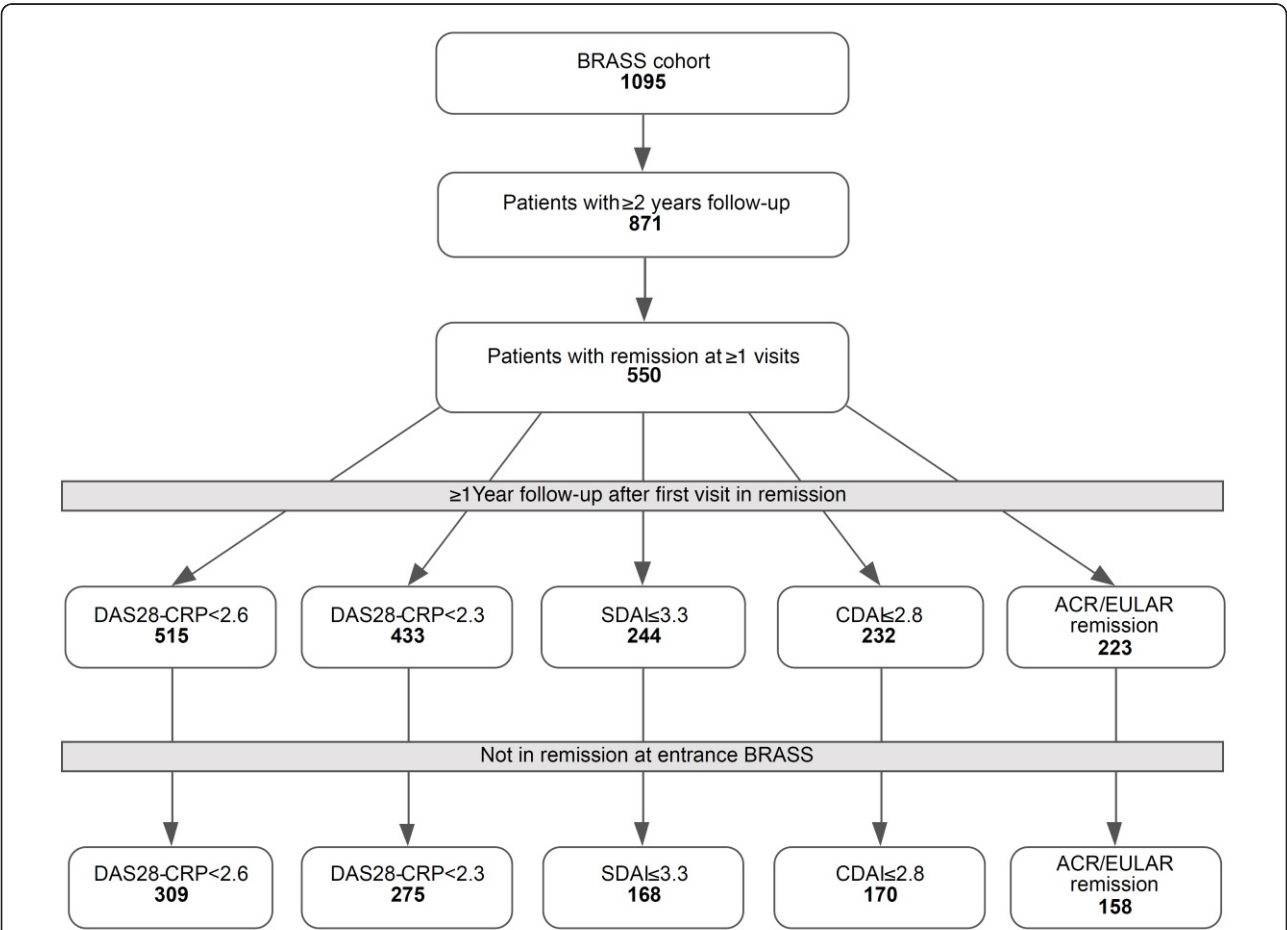 BRASS cohort
1095
Patients with ≥2 years follow-up
871
Patients with remission at ≥1 visits
550
≥1Year follow-up after first visit in remission
DAS28-CRP<2.6
515
DAS28-CRP<2.3
433
SDAI≤3.3
244
CDAI≤2.8
232
ACR/EULAR
remission
223
Not in remission at entrance BRASS
DAS28-CRP<2.6
309
DAS28-CRP<2.3
275
SDAI≤3.3
168
CDAI≤2.8
170
ACR/EULAR
remission
158